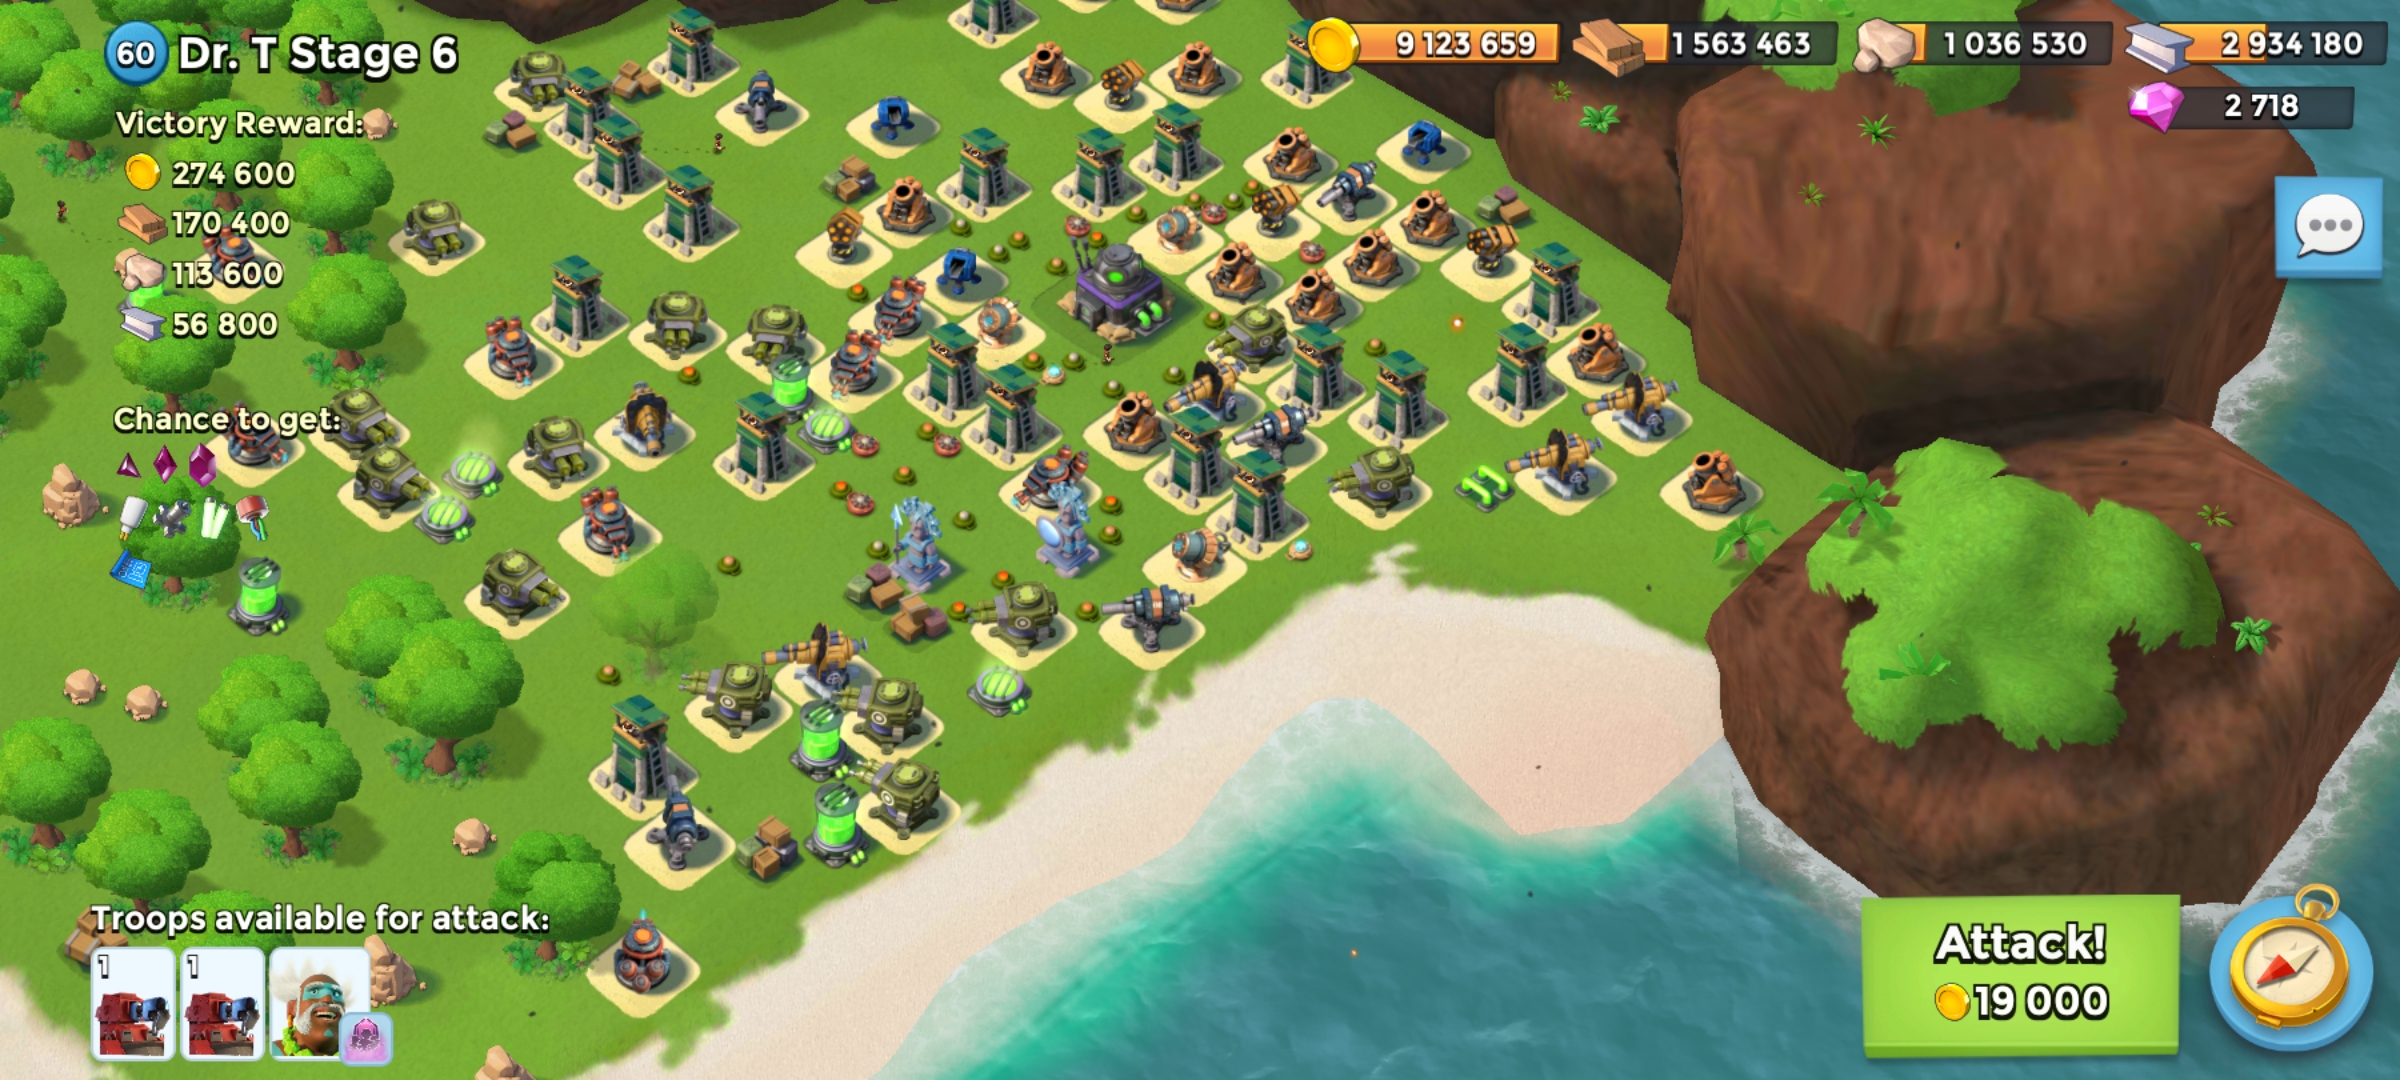 60 Dr. T Stage 6
9 123 659
1 563 463
1 036 530
2 934 180
2 718
Victory Reward:
274 600
170 400
113 600
56 800
Chance to get:
Troops available for attack:
1
1
Attack!
19 000